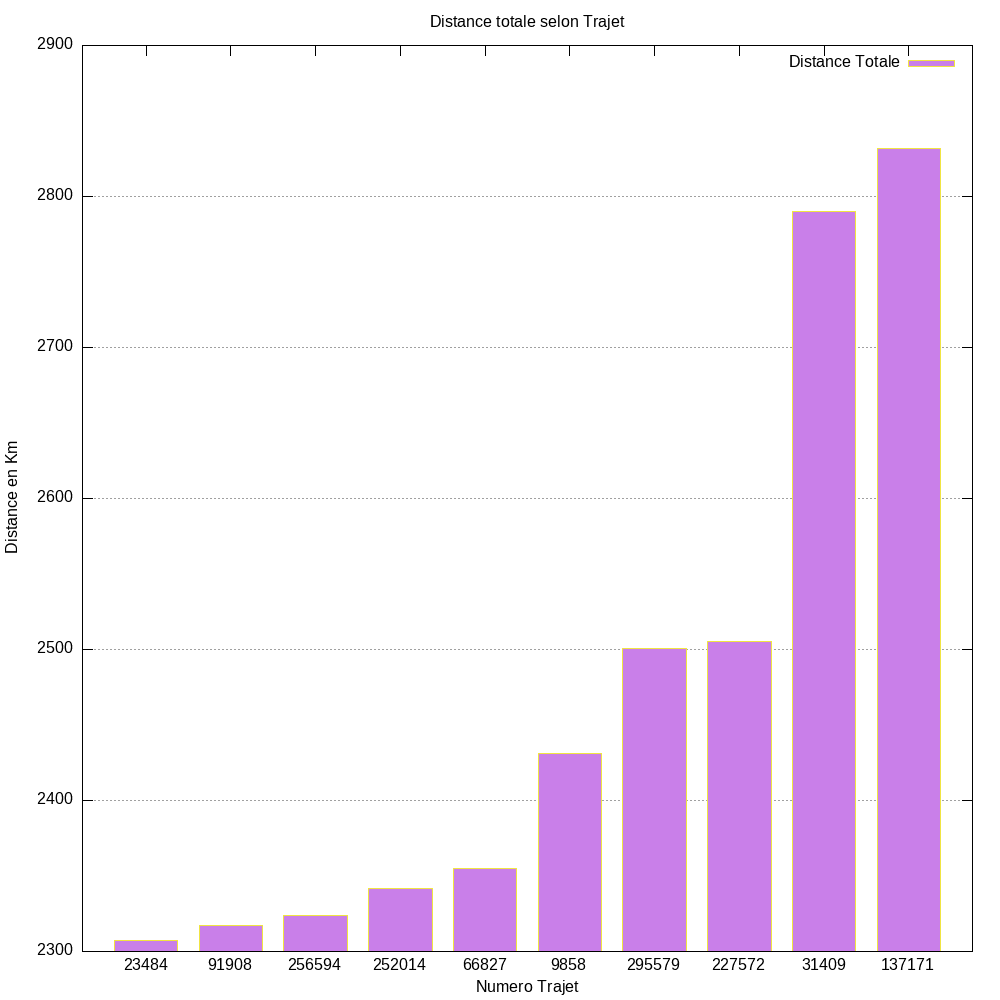 Distance totale selon Trajet
Distance Totale
2900
2800
2700
2600
2500
2400
2300
Distance en Km
23484 91908 256594 252014 66827 9858 295579 227572 31409 137171
Numero Trajet